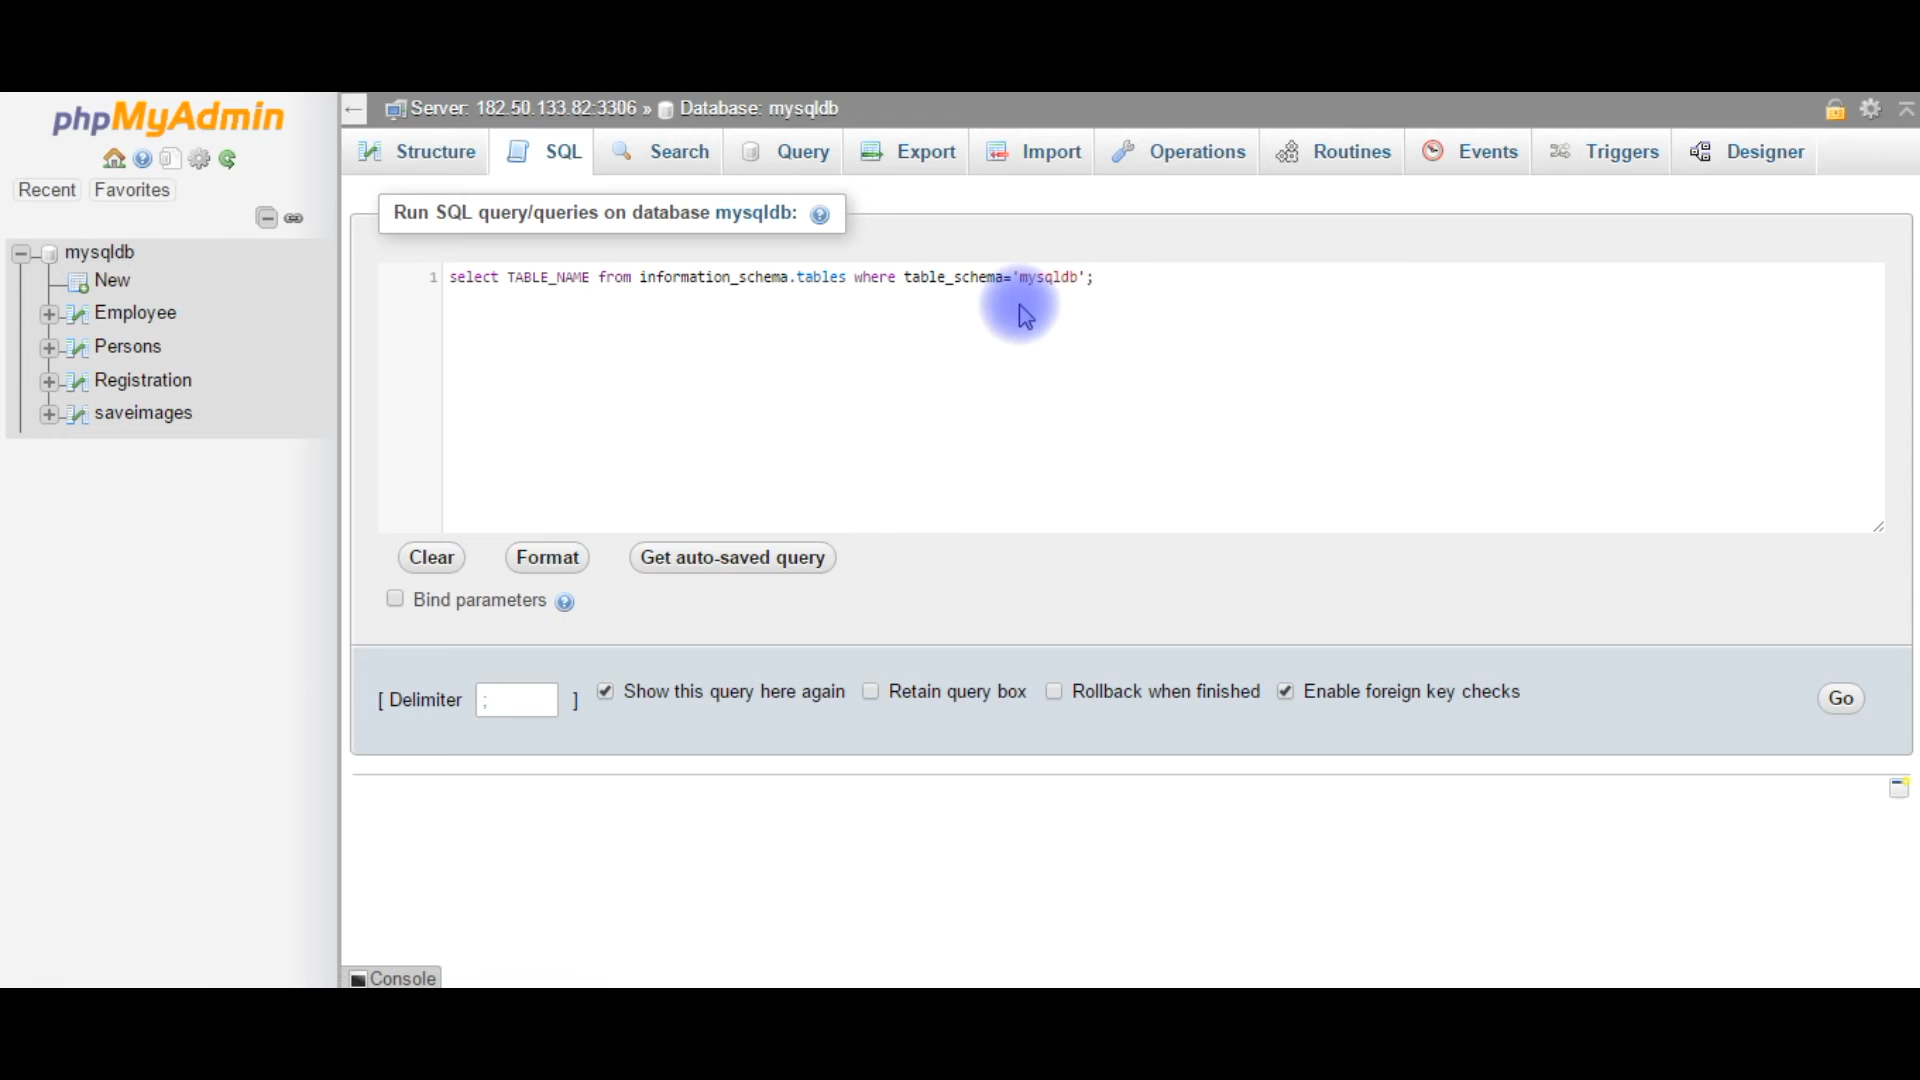 phpMyAdmin
Recent Favorites
mysqldb
New
Employee
Persons
Registration
saveimages
Server: 182.50.133.82:3306 » Database: mysqldb
Structure SQL Search Query Export Import Operations Routines Events Triggers Designer
Run SQL query/queries on database mysqldb:
1 select TABLE_NAME from information_schema.tables where table_schema='mysqldb';
Clear Format Get auto-saved query
Bind parameters
[ Delimiter ; ] Show this query here again Retain query box Rollback when finished Enable foreign key checks Go
Console